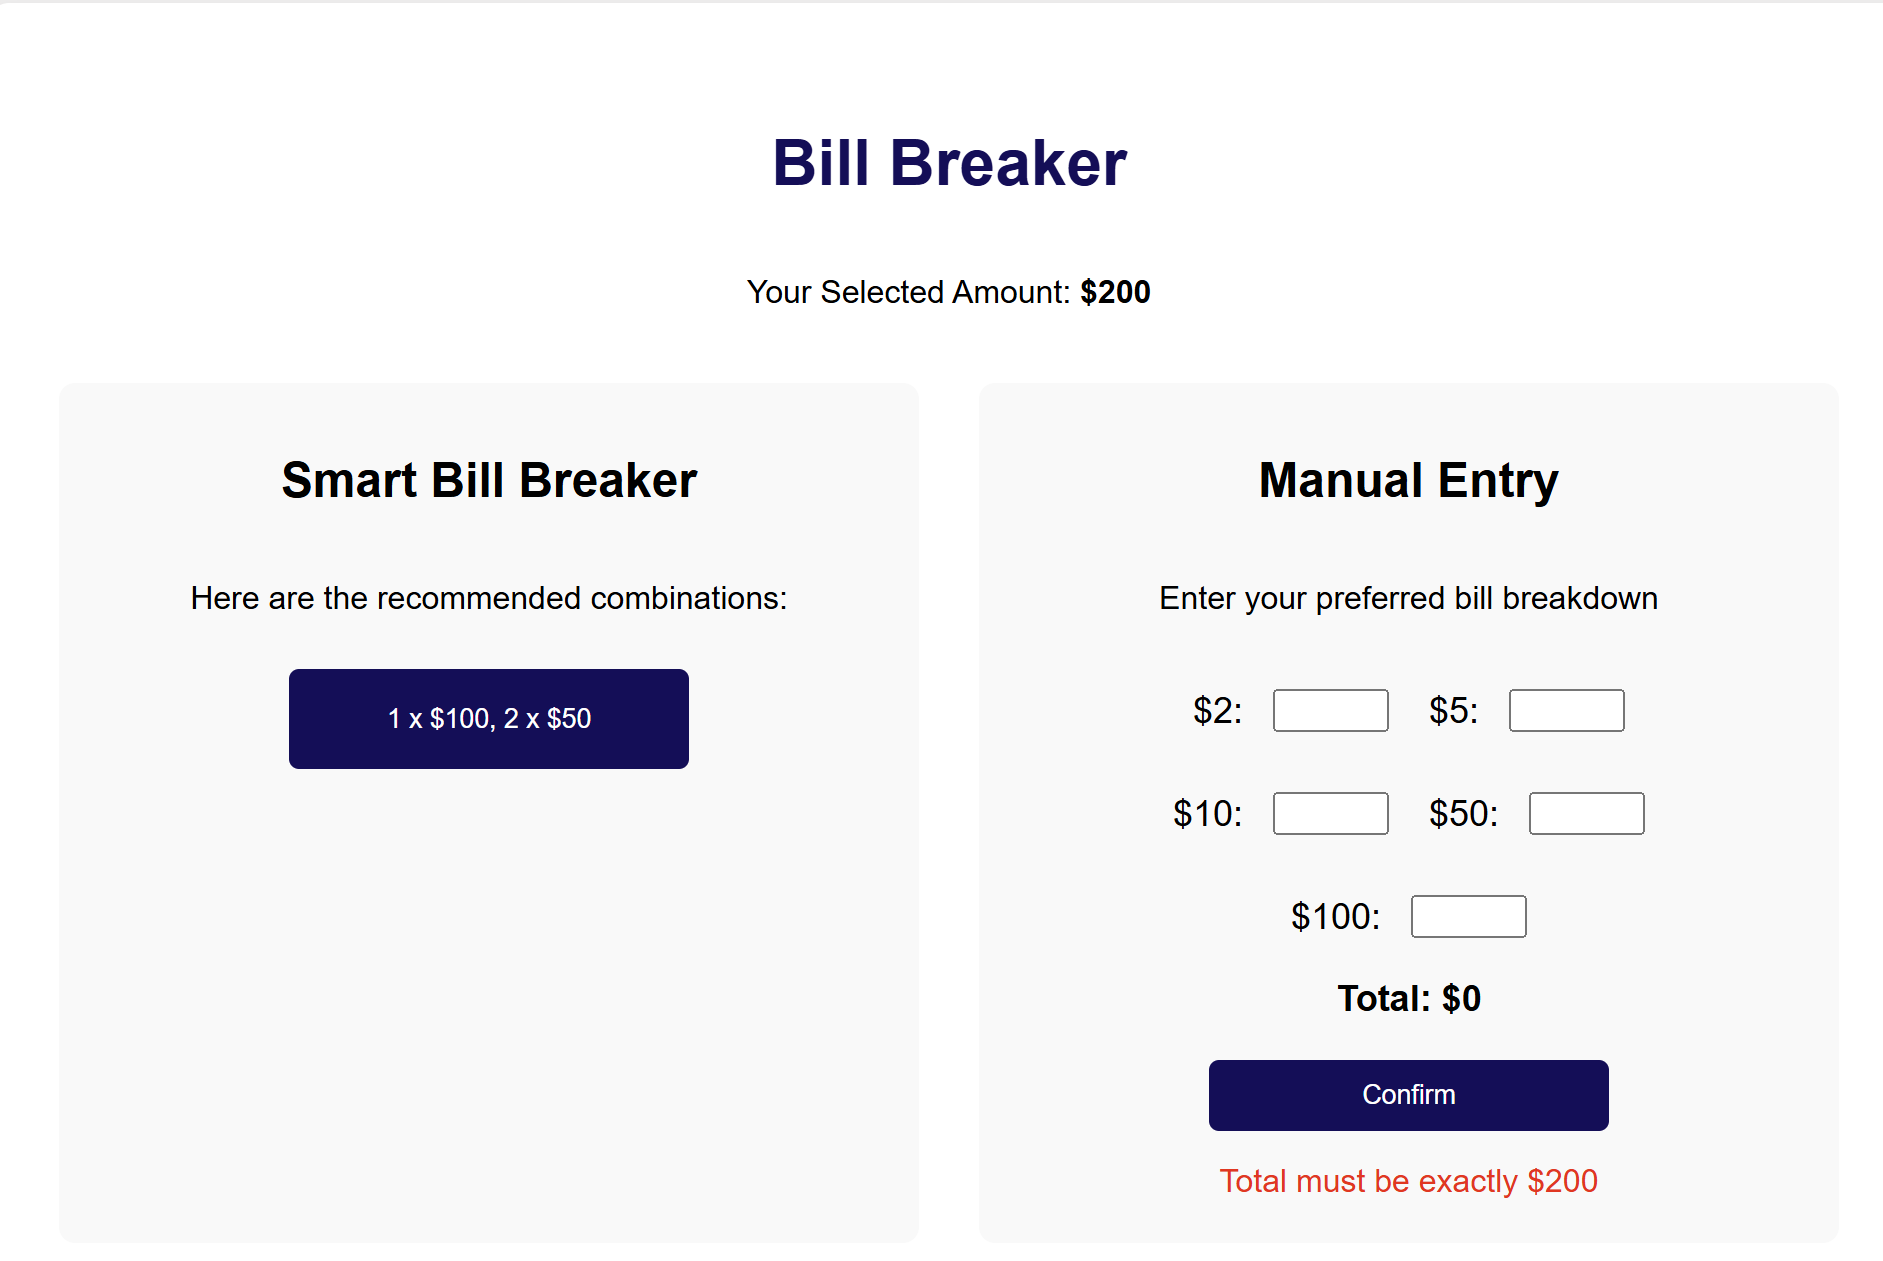 Bill Breaker
Your Selected Amount: $200
Smart Bill Breaker
Here are the recommended combinations:
1 x $100, 2 x $50
Manual Entry
Enter your preferred bill breakdown
$2: $5:
$10: $50:
$100:
Total: $0
Confirm
Total must be exactly $200